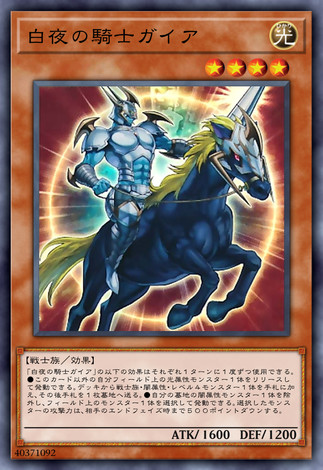 白夜の騎士ガイア
光
【戦士族／効果】
「白夜の騎士ガイア」の以下の効果はそれぞれ１ターンに１度ずつ使用できる。
●このカード以外の自分フィールド上の光属性モンスター１体をリリースし
て発動できる。デッキから戦士族・闇属性・レベル４モンスター１体を手札に加
え、その後手札を１枚墓地へ送る。●自分の墓地の闇属性モンスター１体を除
外し、フィールド上のモンスター１体を選択して発動できる。選択したモンス
ターの攻撃力は、相手のエンドフェイズ時まで５００ポイントダウンする。
ATK/ 1600 DEF/1200
40371092